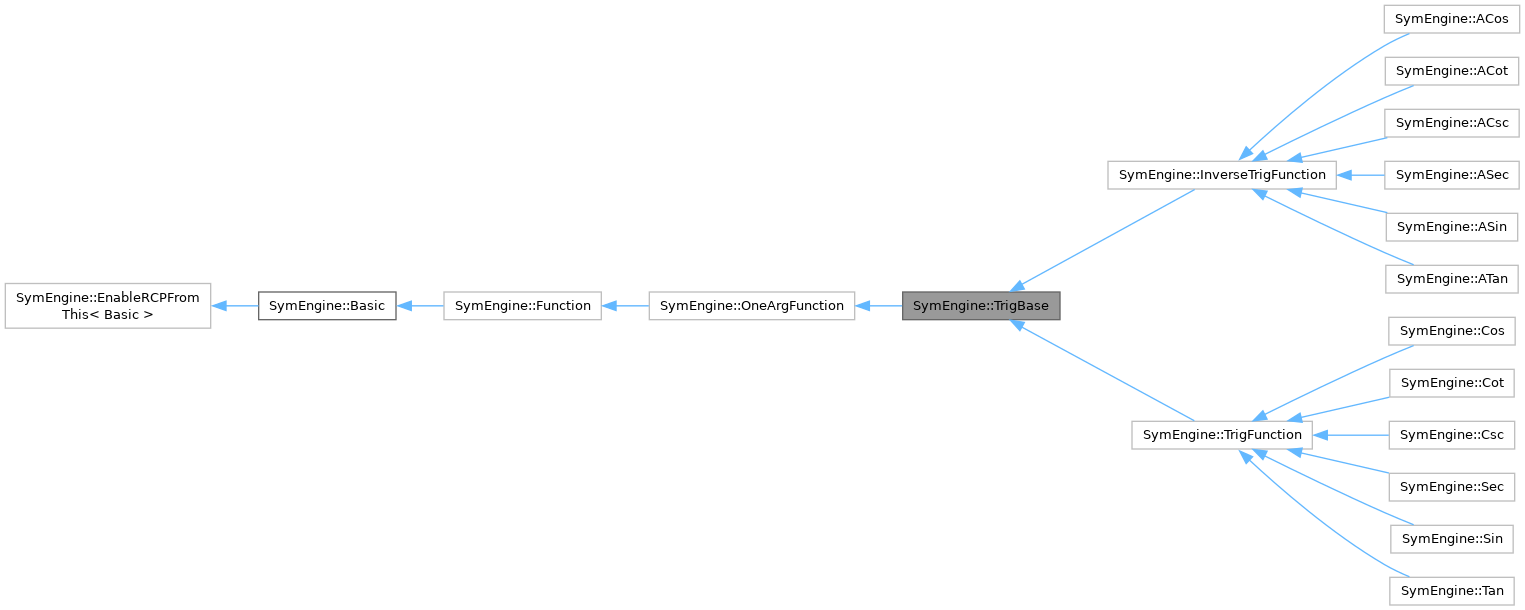 SymEngine::ACos
SymEngine::ACot
SymEngine::ACsc
SymEngine::InverseTrigFunction
SymEngine::ASec
SymEngine::ASin
SymEngine::ATan
SymEngine::EnableRCPFrom
This< Basic >
SymEngine::Basic
SymEngine::Function
SymEngine::OneArgFunction
SymEngine::TrigBase
SymEngine::Cos
SymEngine::Cot
SymEngine::TrigFunction
SymEngine::Csc
SymEngine::Sec
SymEngine::Sin
SymEngine::Tan